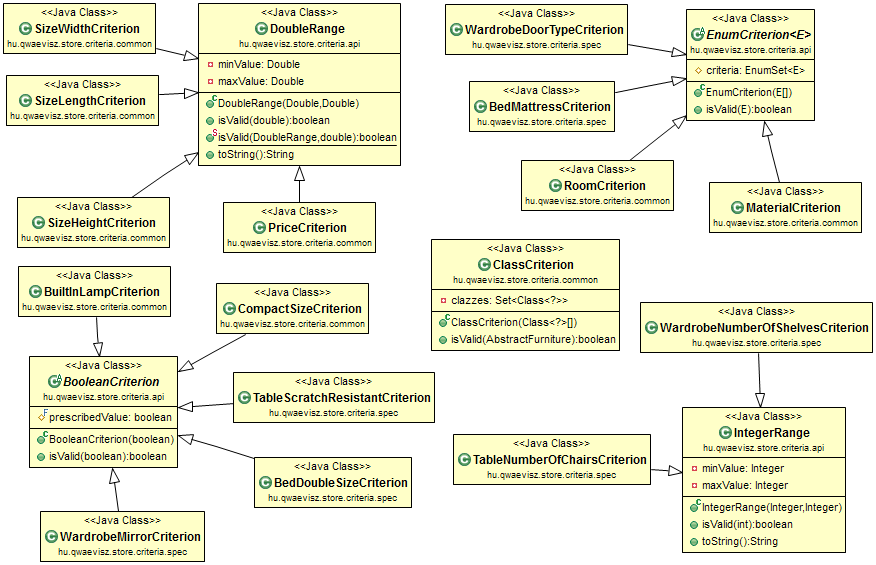 <<Java Class>>
SizeWidthCriterion
hu.qwaevisz.store.criteria.common
<<Java Class>>
DoubleRange
hu.qwaevisz.store.criteria.api
minValue: Double
maxValue: Double
DoubleRange(Double,Double)
isValid(double):boolean
isValid(DoubleRange,double):boolean
toString():String
<<Java Class>>
SizeLengthCriterion
hu.qwaevisz.store.criteria.common
<<Java Class>>
SizeHeightCriterion
hu.qwaevisz.store.criteria.common
<<Java Class>>
PriceCriterion
hu.qwaevisz.store.criteria.common
<<Java Class>>
WardrobeDoorTypeCriterion
hu.qwaevisz.store.criteria.spec
<<Java Class>>
EnumCriterion<E>
hu.qwaevisz.store.criteria.api
criteria: EnumSet<E>
EnumCriterion(E[])
isValid(E):boolean
<<Java Class>>
BedMattressCriterion
hu.qwaevisz.store.criteria.spec
<<Java Class>>
RoomCriterion
hu.qwaevisz.store.criteria.common
<<Java Class>>
MaterialCriterion
hu.qwaevisz.store.criteria.common
<<Java Class>>
ClassCriterion
hu.qwaevisz.store.criteria.common
clazzes: Set<Class<?>>
ClassCriterion(Class<?>[])
isValid(AbstractFurniture):boolean
<<Java Class>>
BuiltInLampCriterion
hu.qwaevisz.store.criteria.spec
<<Java Class>>
CompactSizeCriterion
hu.qwaevisz.store.criteria.common
<<Java Class>>
BooleanCriterion
hu.qwaevisz.store.criteria.api
prescribedValue: boolean
BooleanCriterion(boolean)
isValid(boolean):boolean
<<Java Class>>
TableScratchResistantCriterion
hu.qwaevisz.store.criteria.spec
<<Java Class>>
BedDoubleSizeCriterion
hu.qwaevisz.store.criteria.spec
<<Java Class>>
WardrobeMirrorCriterion
hu.qwaevisz.store.criteria.spec
<<Java Class>>
WardrobeNumberOfShelvesCriterion
hu.qwaevisz.store.criteria.spec
<<Java Class>>
TableNumberOfChairsCriterion
hu.qwaevisz.store.criteria.spec
<<Java Class>>
IntegerRange
hu.qwaevisz.store.criteria.api
minValue: Integer
maxValue: Integer
IntegerRange(Integer,Integer)
isValid(int):boolean
toString():String